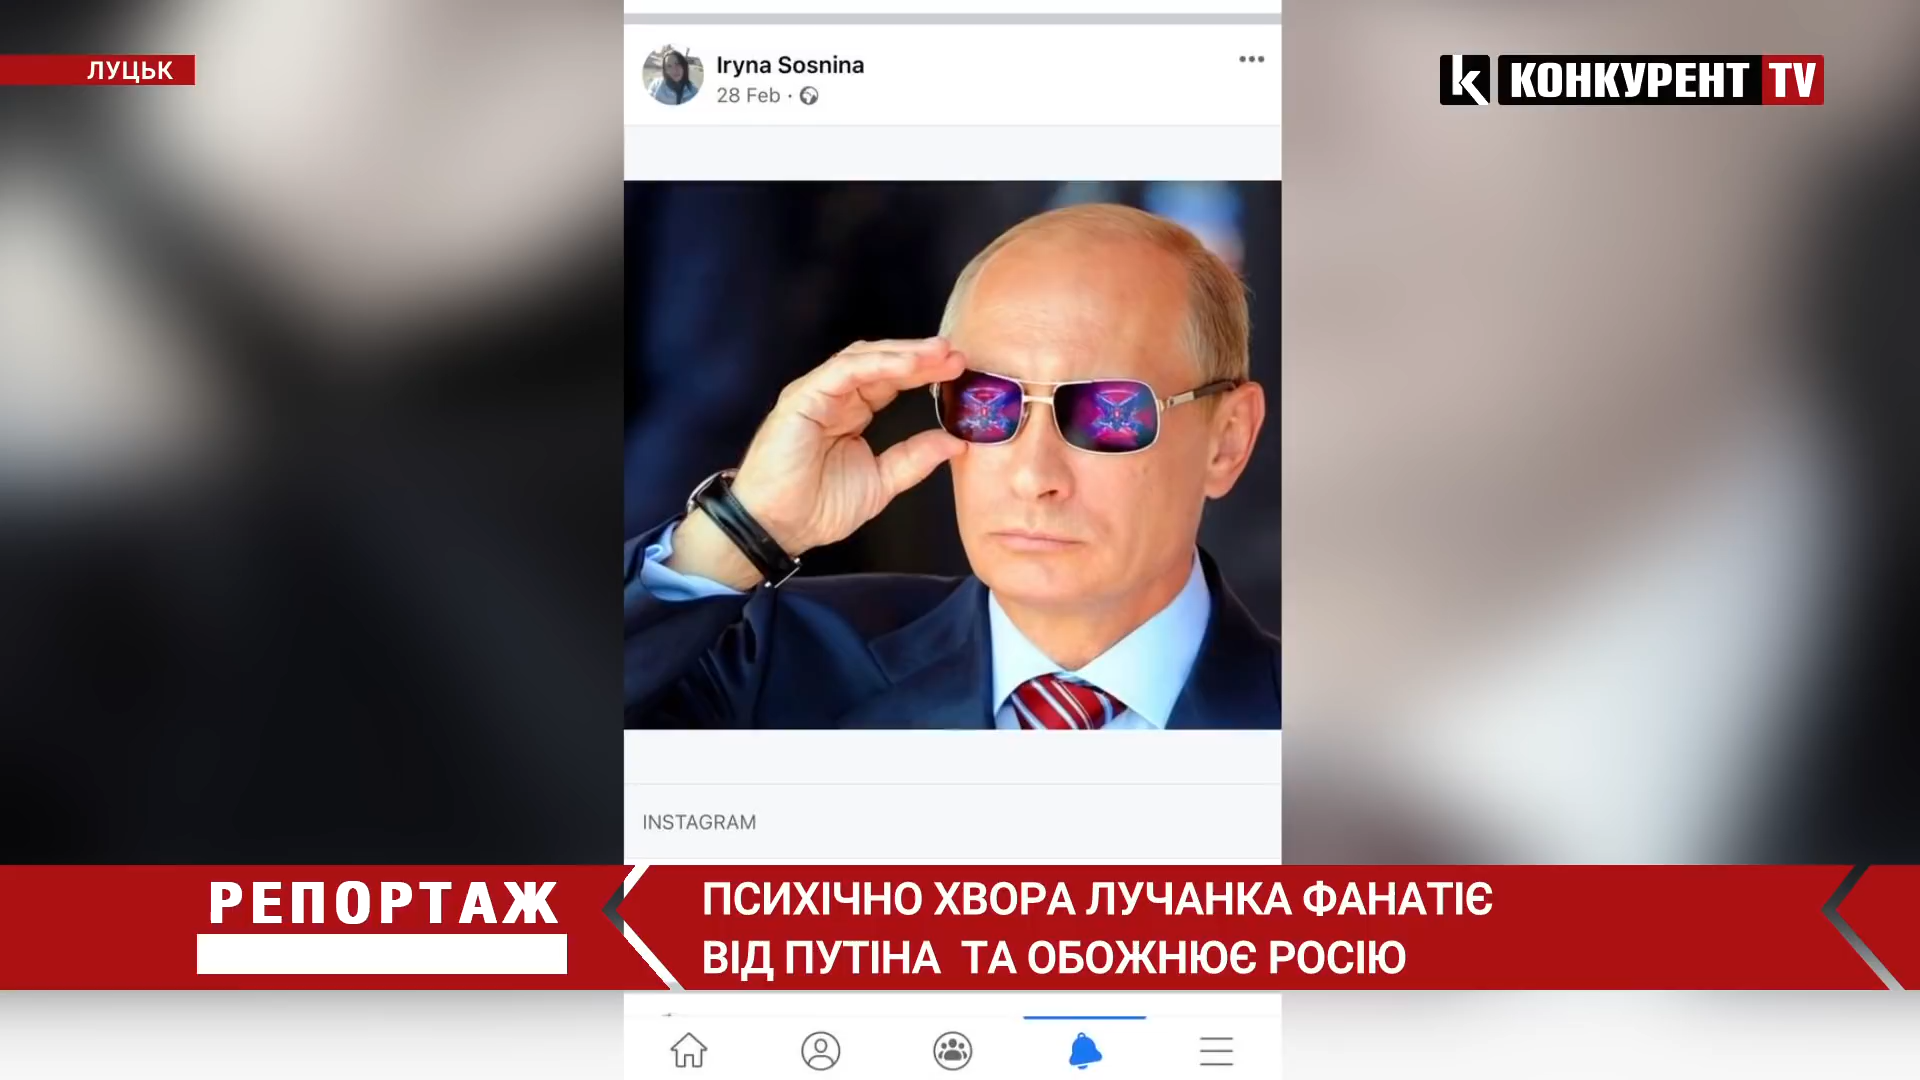 ЛУЦЬК
Iryna Sosnina
28 Feb ·
k КОНКУРЕНТ TV
INSTAGRAM
РЕПОРТАЖ
ПСИХІЧНО ХВОРА ЛУЧАНКА ФАНАТІЄ
ВІД ПУТІНА ТА ОБОЖНЮЄ РОСІЮ